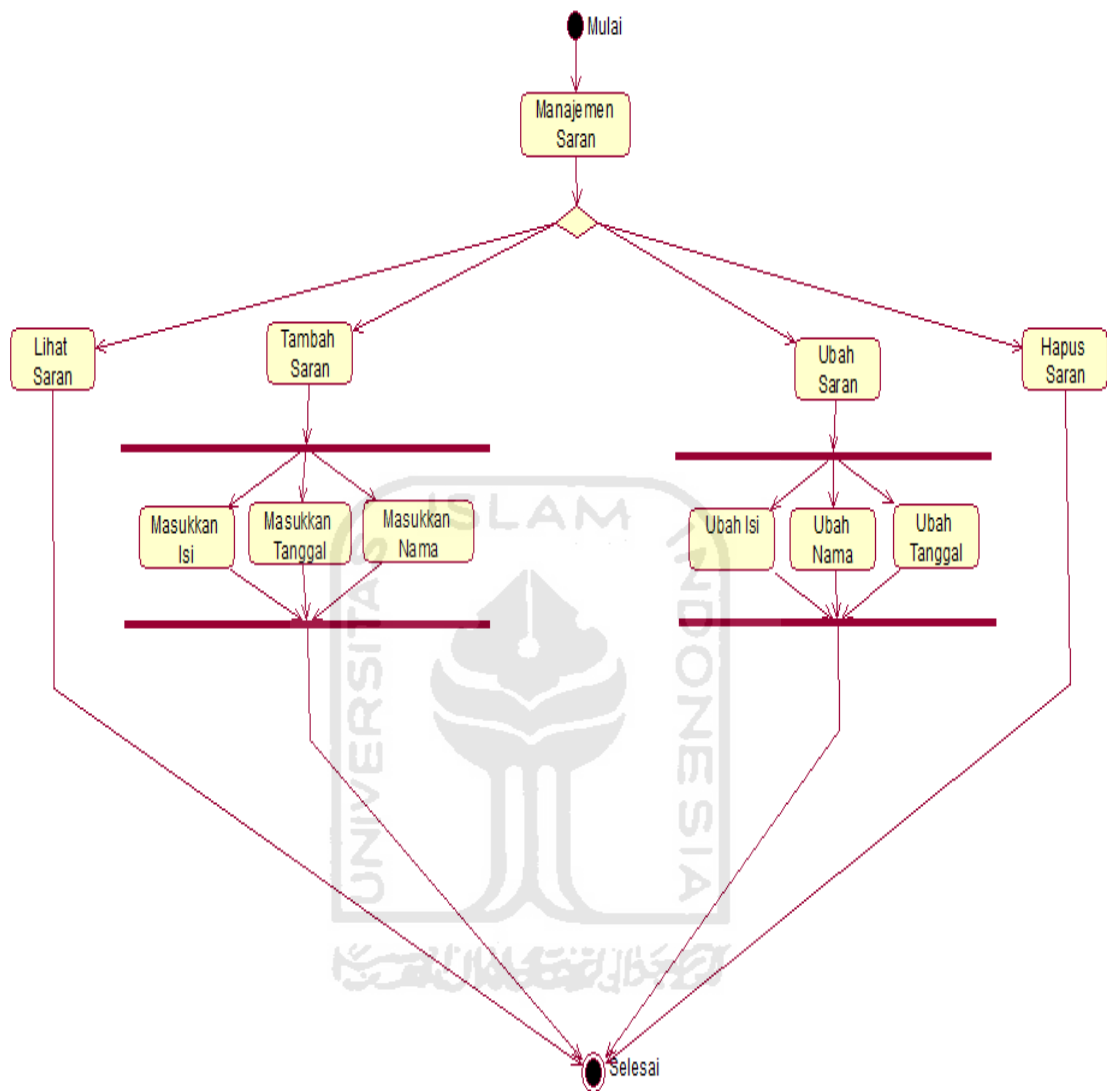 Mulai
Manajemen
Saran
Lihat
Saran
Tambah
Saran
Ubah
Saran
Hapus
Saran
Masukkan
Isi
Masukkan
Tanggal
Masukkan
Nama
Ubah Isi
Ubah
Nama
Ubah
Tanggal
UNIVERSITAS
ISLAM
INDONESIA
Selesai